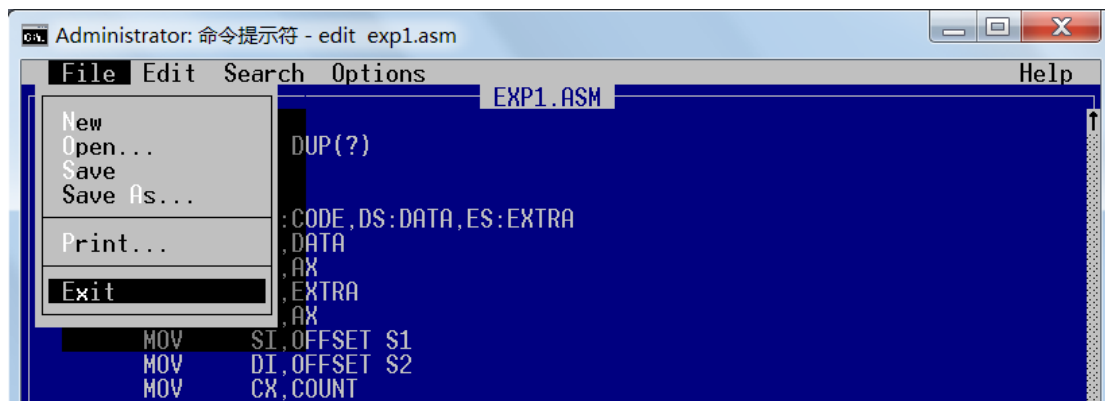 Administrator: 命令提示符 - edit exp1.asm
File Edit Search Options Help
EXP1.ASM
New
Open... DUP(?)
Save
Save As...
:CODE,DS:DATA,ES:EXTRA
Print... ,DATA
,AX
Exit ,EXTRA
,AX
MOV SI,OFFSET S1
MOV DI,OFFSET S2
MOV CX,COUNT